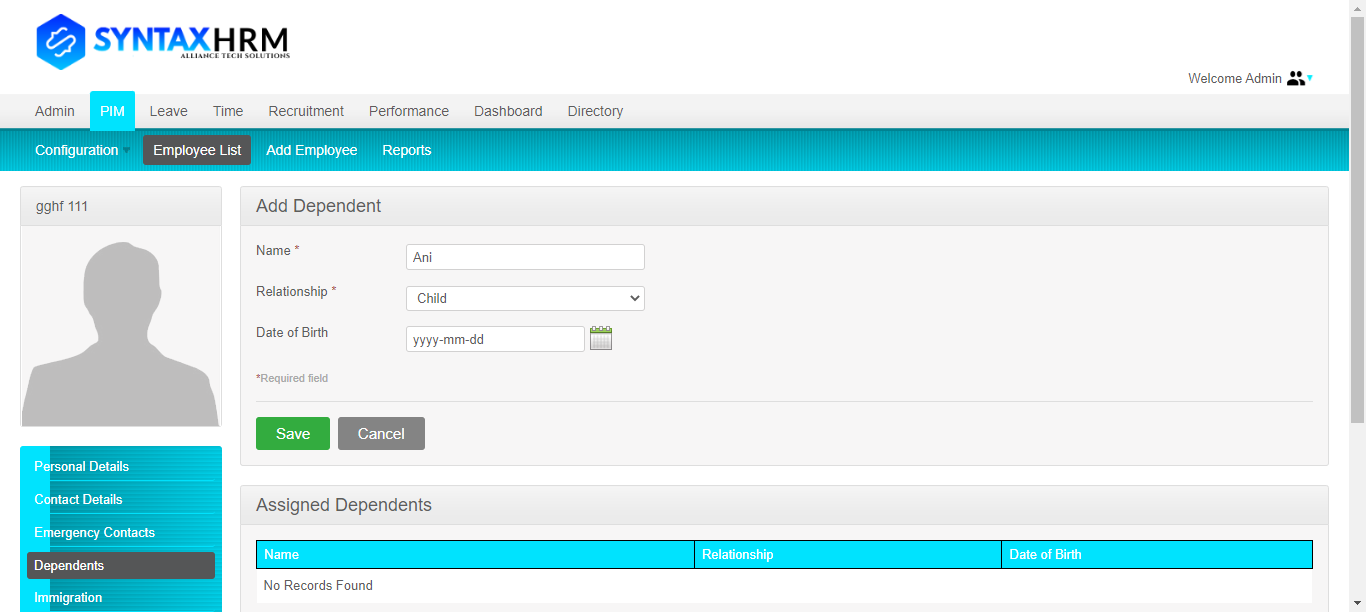 SYNTAXHRM
ALLIANCE TECH SOLUTIONS
Welcome Admin
Admin PIM Leave Time Recruitment Performance Dashboard Directory
Configuration Employee List Add Employee Reports
gghf 111
Add Dependent
Name * Ani
Relationship * Child
Date of Birth yyyy-mm-dd
*Required field
Save Cancel
Personal Details
Contact Details
Emergency Contacts
Dependents
Immigration
Assigned Dependents
Name Relationship Date of Birth
No Records Found